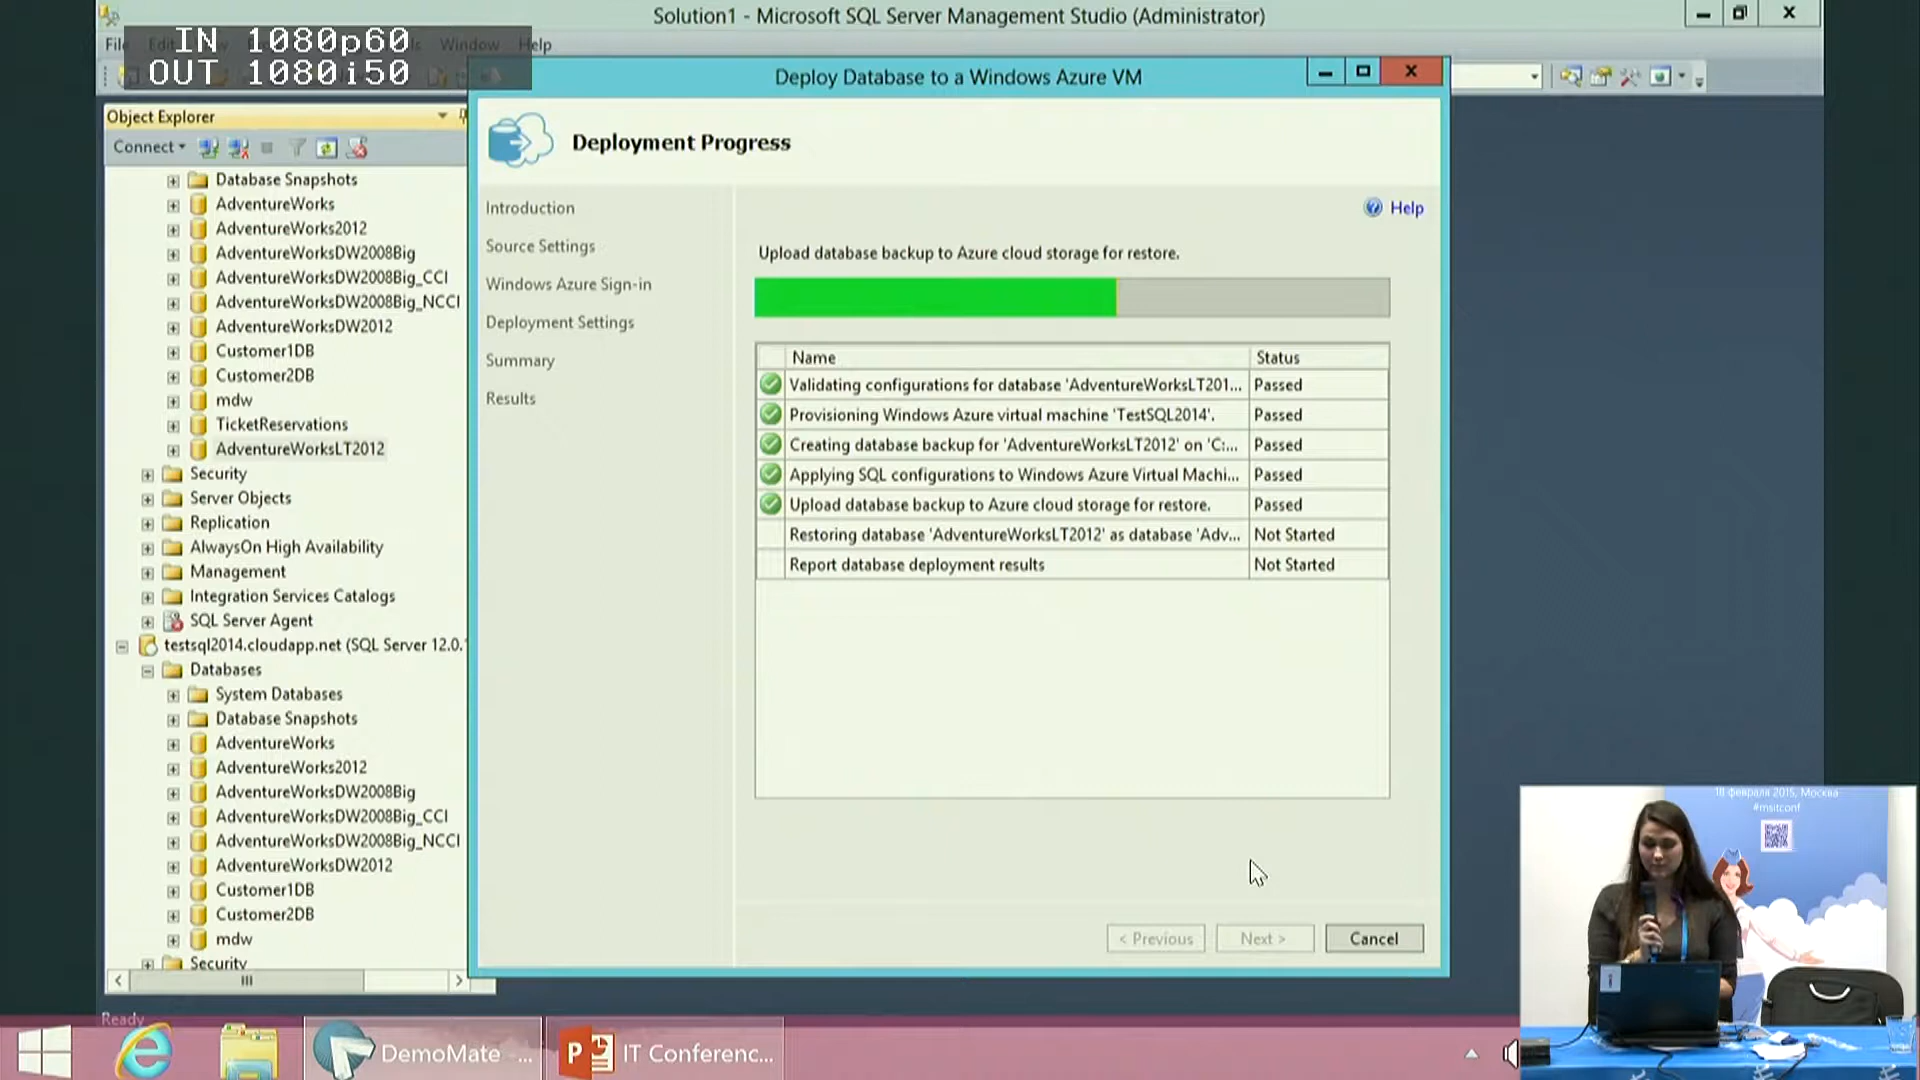 Solution1 - Microsoft SQL Server Management Studio (Administrator)
File Edit Window Help
IN 1080p60
OUT 1080i50
Object Explorer
Connect
Database Snapshots
AdventureWorks
AdventureWorks2012
AdventureWorksDW2008Big
AdventureWorksDW2008Big_CCI
AdventureWorksDW2008Big_NCCI
AdventureWorksDW2012
Customer1DB
Customer2DB
mdw
TicketReservations
AdventureWorksLT2012
Security
Server Objects
Replication
AlwaysOn High Availability
Management
Integration Services Catalogs
SQL Server Agent
testsql2014.cloudapp.net (SQL Server 12.0.
Databases
System Databases
Database Snapshots
AdventureWorks
AdventureWorks2012
AdventureWorksDW2008Big
AdventureWorksDW2008Big_CCI
AdventureWorksDW2008Big_NCCI
AdventureWorksDW2012
Customer1DB
Customer2DB
mdw
Security
Ready
Deploy Database to a Windows Azure VM
Deployment Progress
Introduction
Source Settings
Windows Azure Sign-in
Deployment Settings
Summary
Results
Help
Upload database backup to Azure cloud storage for restore.
Name Status
Validating configurations for database 'AdventureWorksLT201... Passed
Provisioning Windows Azure virtual machine 'TestSQL2014'. Passed
Creating database backup for 'AdventureWorksLT2012' on 'C:... Passed
Applying SQL configurations to Windows Azure Virtual Machi... Passed
Upload database backup to Azure cloud storage for restore. Passed
Restoring database 'AdventureWorksLT2012' as database 'Adv... Not Started
Report database deployment results Not Started
< Previous Next > Cancel
18 февраля 2015, Москва
#msitconf
DemoMate ...
IT Conferenc...